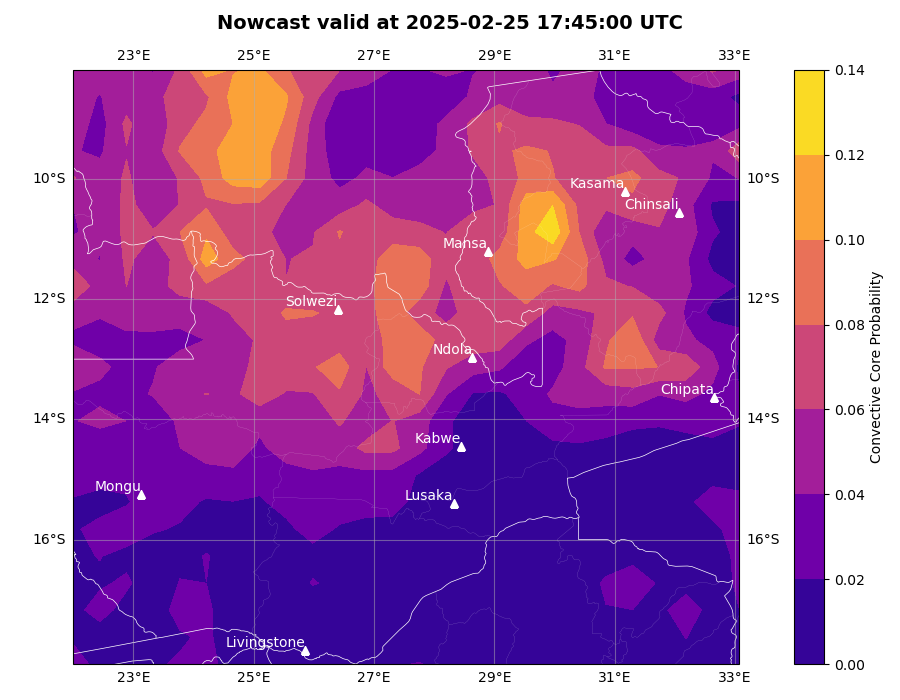 Nowcast valid at 2025-02-25 17:45:00 UTC
23°E 25°E 27°E 29°E 31°E 33°E
0.14
0.12
10°S Kasama 10°S
Chinsali
0.10
Mansa
12°S Solwezi 12°S
0.08
Ndola
Chipata
0.06
14°S 14°S
Kabwe
Mongu
Lusaka
0.04
16°S 16°S
0.02
Livingstone
0.00
23°E 25°E 27°E 29°E 31°E 33°E
Convective Core Probability